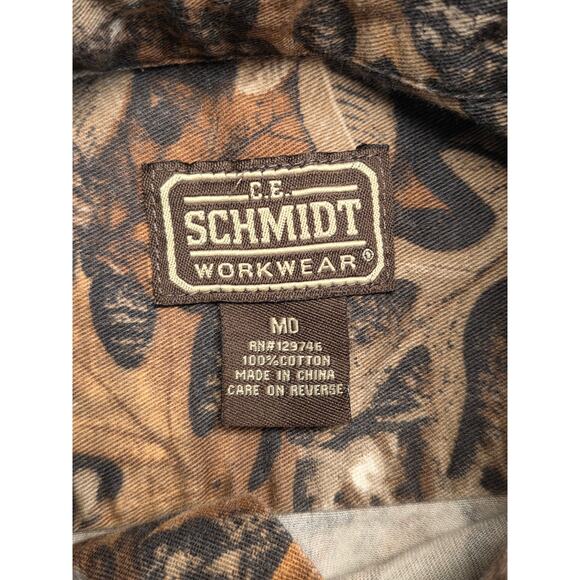 C.E.
SCHMIDT
WORKWEAR®
MD
RN#129746
100%COTTON
MADE IN CHINA
CARE ON REVERSE